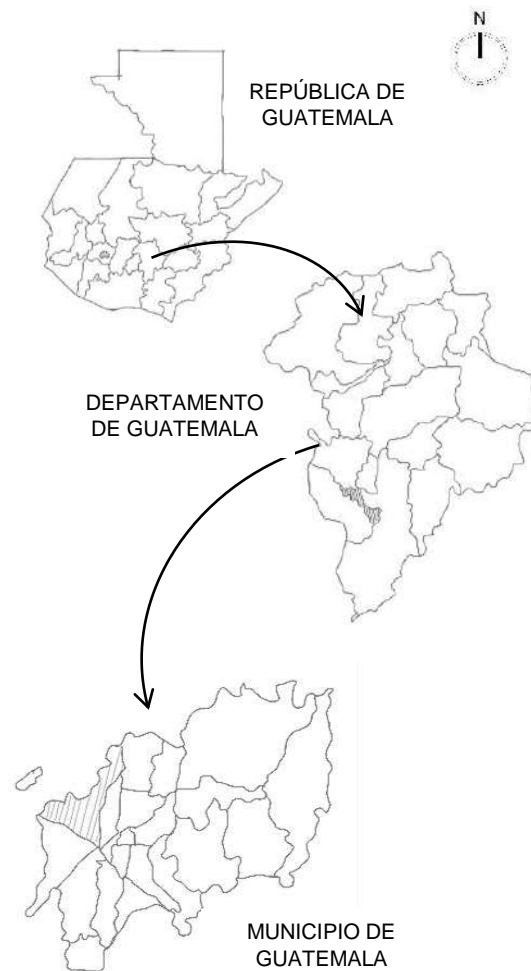 N
REPÚBLICA DE
GUATEMALA
DEPARTAMENTO
DE GUATEMALA
MUNICIPIO DE
GUATEMALA